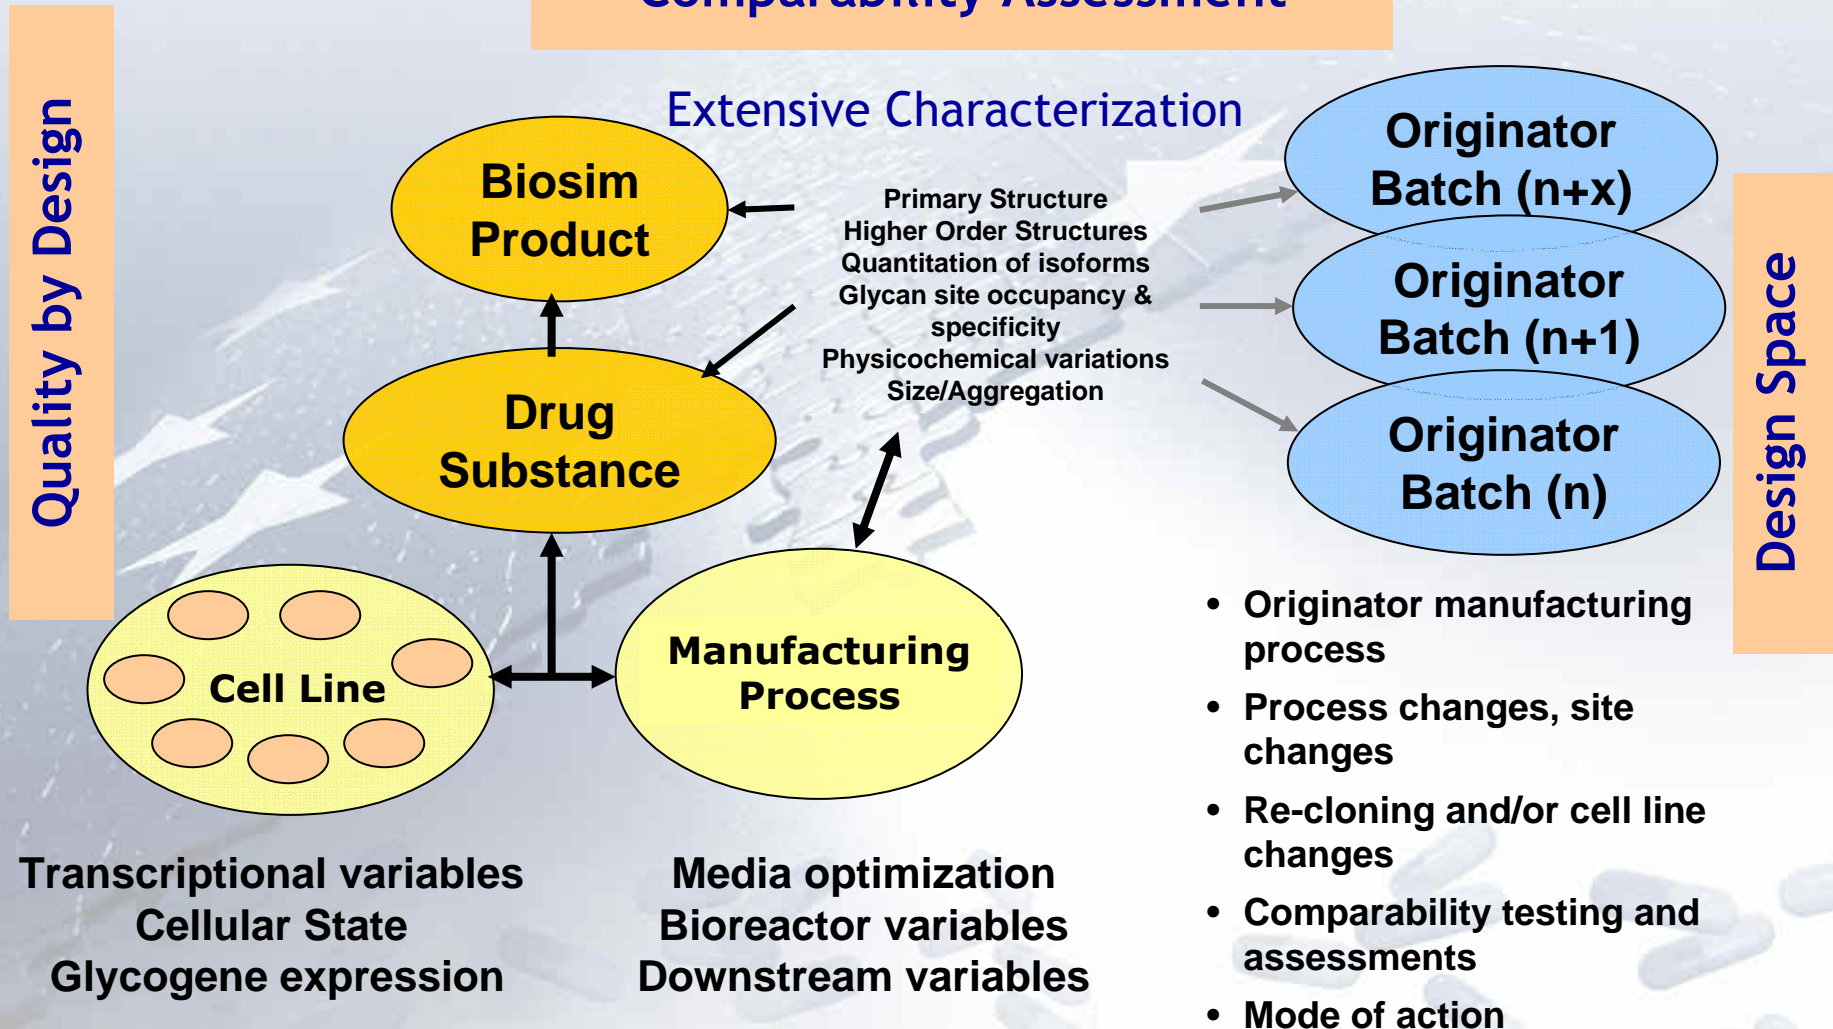 Comparability Assessment
Quality by Design
Extensive Characterization
Biosim
Product
Primary Structure
Higher Order Structures
Quantitation of isoforms
Glycan site occupancy &
specificity
Physicochemical variations
Size/Aggregation
Originator
Batch (n+x)
Originator
Batch (n+1)
Originator
Batch (n)
Design Space
Drug
Substance
Cell Line
Manufacturing
Process
Transcriptional variables
Cellular State
Glycogene expression
Media optimization
Bioreactor variables
Downstream variables
• Originator manufacturing
process
• Process changes, site
changes
• Re-cloning and/or cell line
changes
• Comparability testing and
assessments
• Mode of action